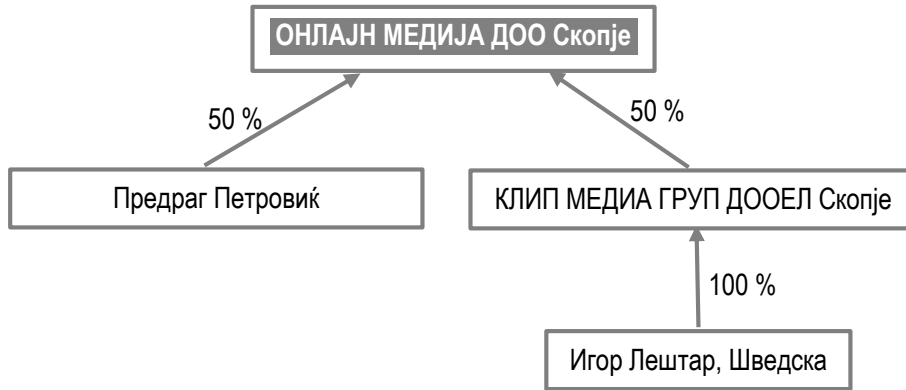 ОНЛАЈН МЕДИЈА ДОО Скопје
50 %
50 %
Предраг Петровиќ
КЛИП МЕДИА ГРУП ДООЕЛ Скопје
100 %
Игор Лештар, Шведска